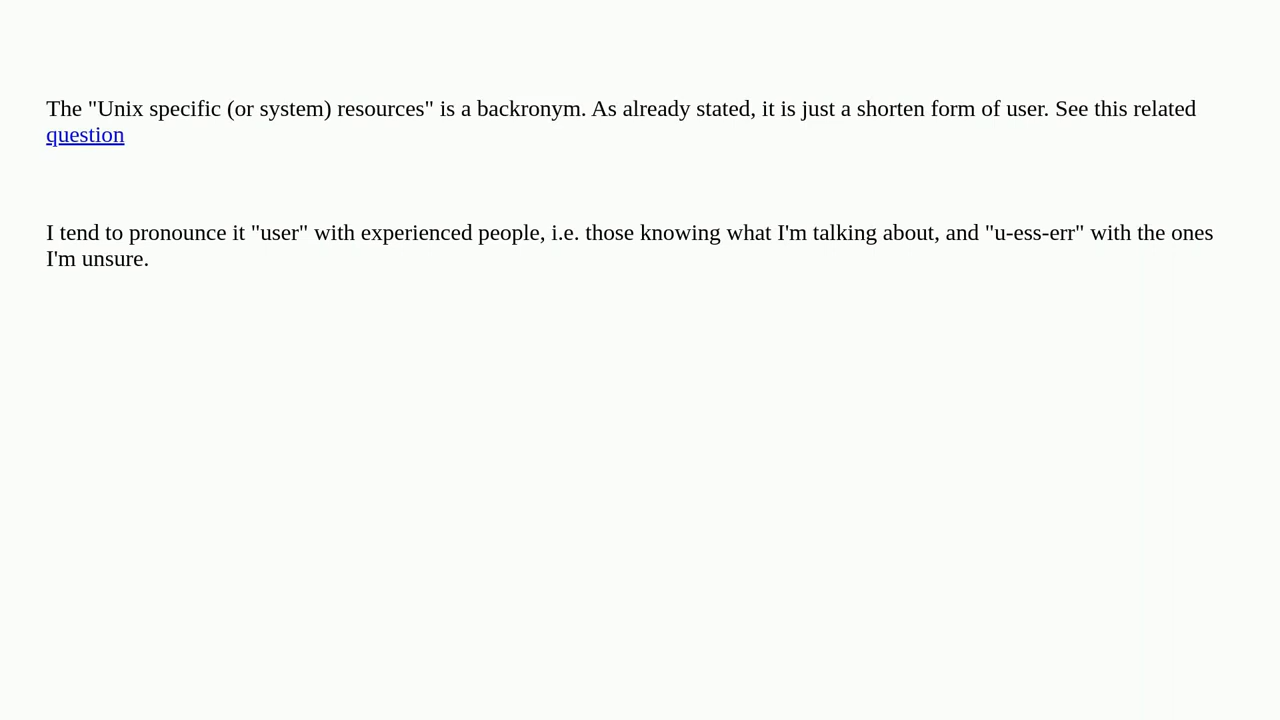 The "Unix specific (or system) resources" is a backronym. As already stated, it is just a shorten form of user. See this related
question
I tend to pronounce it "user" with experienced people, i.e. those knowing what I'm talking about, and "u-ess-err" with the ones
I'm unsure.